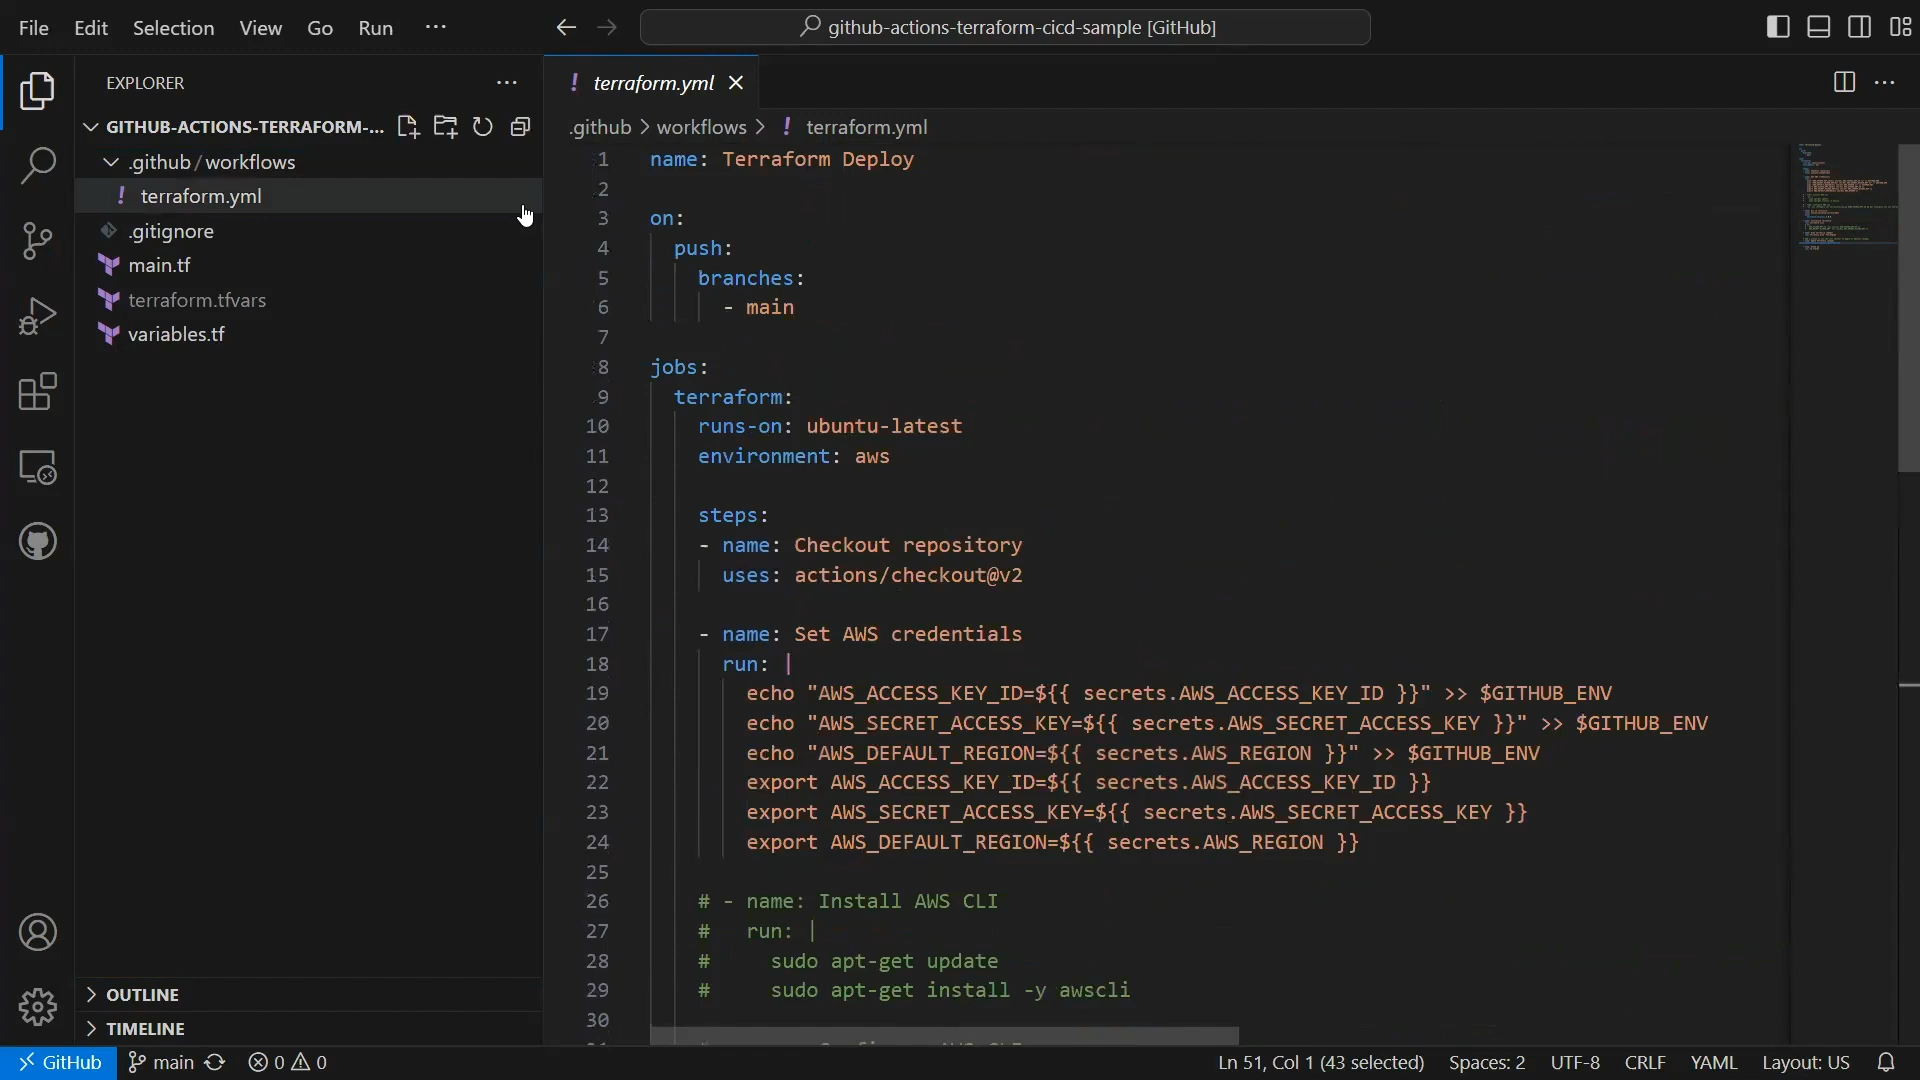 File Edit Selection View Go Run ···
github-actions-terraform-cicd-sample [GitHub]
EXPLORER
GITHUB-ACTIONS-TERRAFORM-...
.github / workflows
! terraform.yml
.gitignore
main.tf
terraform.tfvars
variables.tf
OUTLINE
TIMELINE
! terraform.yml
.github > workflows > ! terraform.yml
1 name: Terraform Deploy
2
3 on:
4 push:
5 branches:
6 - main
7
8 jobs:
9 terraform:
10 runs-on: ubuntu-latest
11 environment: aws
12
13 steps:
14 - name: Checkout repository
15 uses: actions/checkout@v2
16
17 - name: Set AWS credentials
18 run: |
19 echo "AWS_ACCESS_KEY_ID=${{ secrets.AWS_ACCESS_KEY_ID }}" >> $GITHUB_ENV
20 echo "AWS_SECRET_ACCESS_KEY=${{ secrets.AWS_SECRET_ACCESS_KEY }}" >> $GITHUB_ENV
21 echo "AWS_DEFAULT_REGION=${{ secrets.AWS_REGION }}" >> $GITHUB_ENV
22 export AWS_ACCESS_KEY_ID=${{ secrets.AWS_ACCESS_KEY_ID }}
23 export AWS_SECRET_ACCESS_KEY=${{ secrets.AWS_SECRET_ACCESS_KEY }}
24 export AWS_DEFAULT_REGION=${{ secrets.AWS_REGION }}
25
26 # - name: Install AWS CLI
27 # run: |
28 # sudo apt-get update
29 # sudo apt-get install -y awscli
30
GitHub main 0 0 Ln 51, Col 1 (43 selected) Spaces: 2 UTF-8 CRLF YAML Layout: US